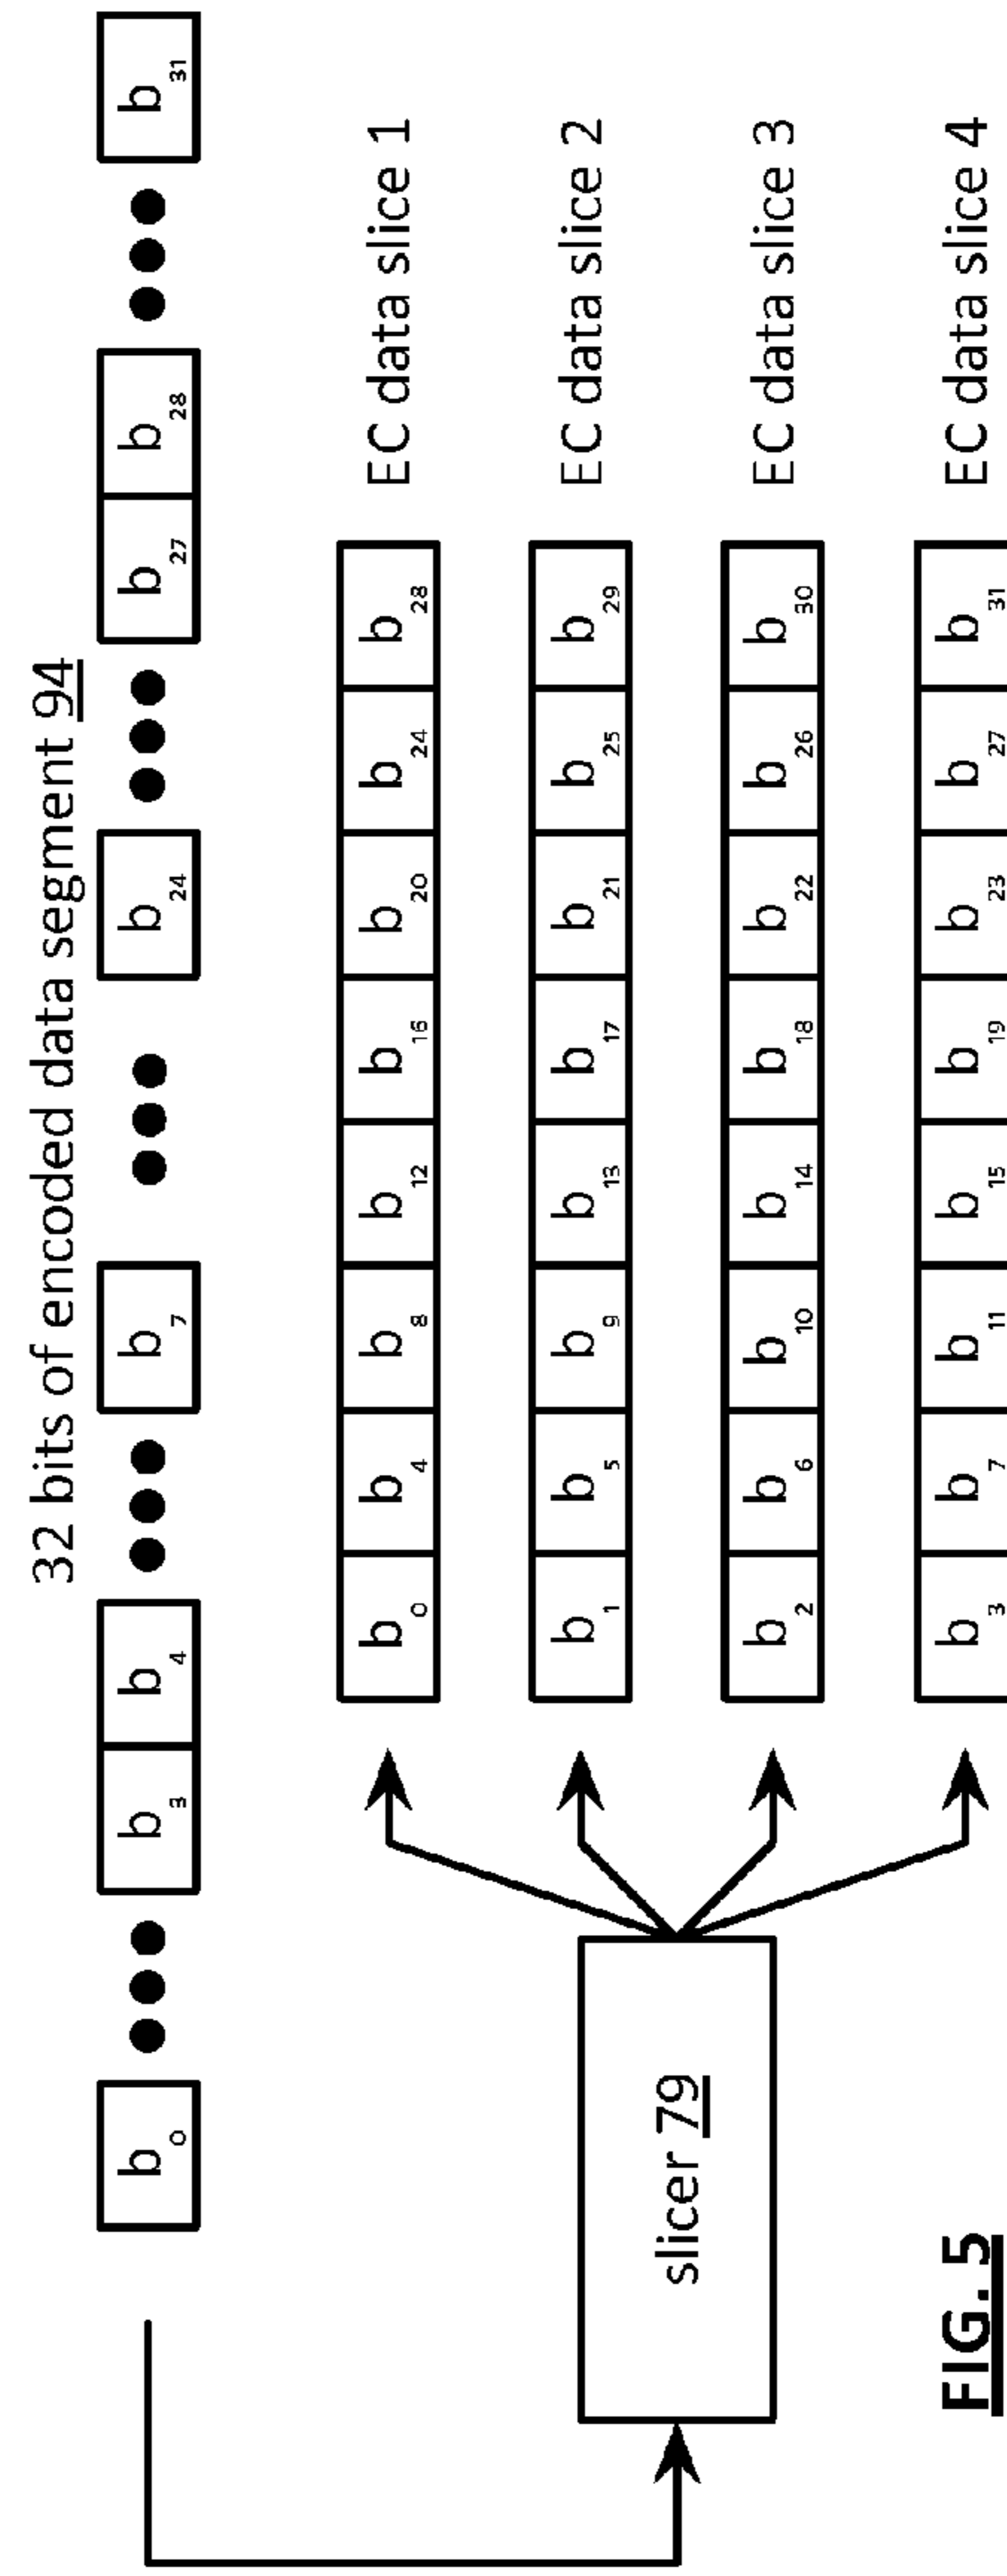 32 bits of encoded data segment 94
b0 ●●● b3 b4 ●●● b7 ●●● b24 ●●● b27 b28 ●●● b31
b0 b4 b8 b12 b16 b20 b24 b28 EC data slice 1
b1 b5 b9 b13 b17 b21 b25 b29 EC data slice 2
slicer 79
b2 b6 b10 b14 b18 b22 b26 b30 EC data slice 3
b3 b7 b11 b15 b19 b23 b27 b31 EC data slice 4
FIG. 5